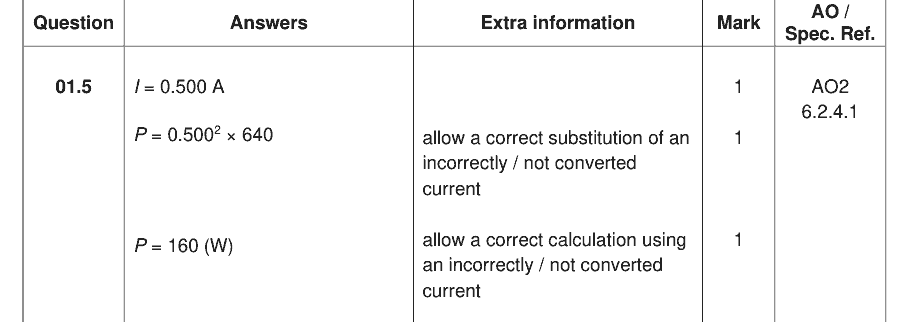 Question Answers Extra information Mark AO /
Spec. Ref.
01.5 I = 0.500 A 1 AO2
6.2.4.1
P = 0.500² × 640 allow a correct substitution of an 1
incorrectly / not converted
current
P = 160 (W) allow a correct calculation using 1
an incorrectly / not converted
current